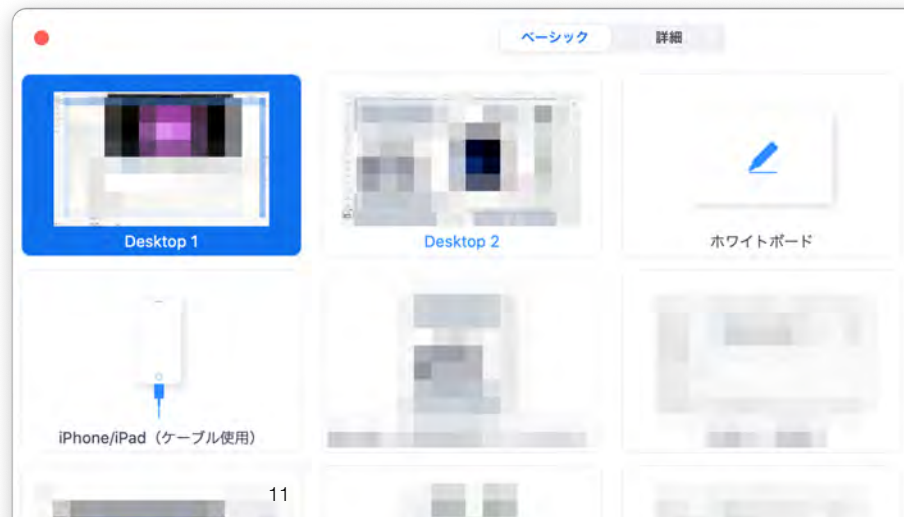 ベーシック 詳細
Desktop 1
Desktop 2
ホワイトボード
iPhone/iPad（ケーブル使用）
11